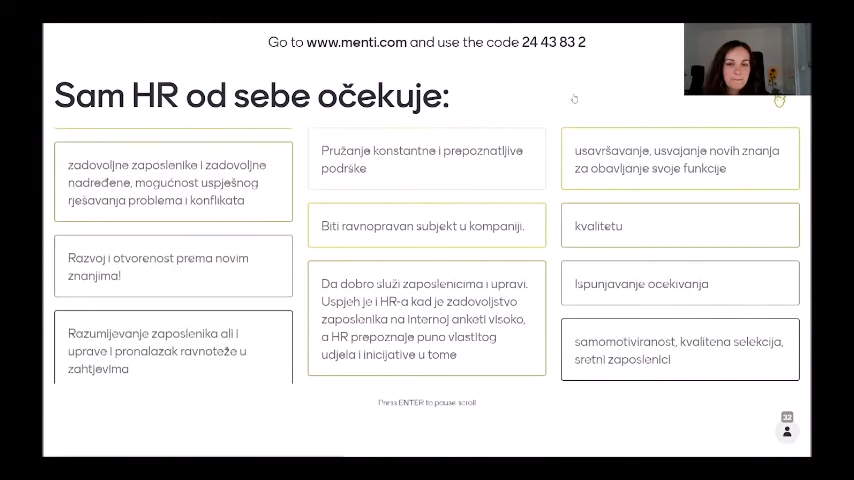 Go to www.menti.com and use the code 24 43 83 2
Sam HR od sebe očekuje:
zadovoljne zaposlenike i zadovoljne
nadređene, mogućnost uspješnog
rješavanja problema i konflikata
Razvoj i otvorenost prema novim
znanjima!
Razumijevanje zaposlenika ali i
uprave i pronalazak ravnoteže u
zahtjevima
Pružanje konstantne i prepoznatljive
podrške
Biti ravnopravan subjekt u kompaniji.
Da dobro služi zaposlenicima i upravi.
Uspjeh je i HR-a kad je zadovoljstvo
zaposlenika na internoj anketi visoko,
a HR prepoznaje puno vlastitog
udjela i inicijative u tome
usavršavanje, usvajanje novih znanja
za obavljanje svoje funkcije
kvalitetu
Ispunjavanje ocekivanja
samomotiviranost, kvalitena selekcija,
sretni zaposlenici
Press ENTER to pause scroll
32